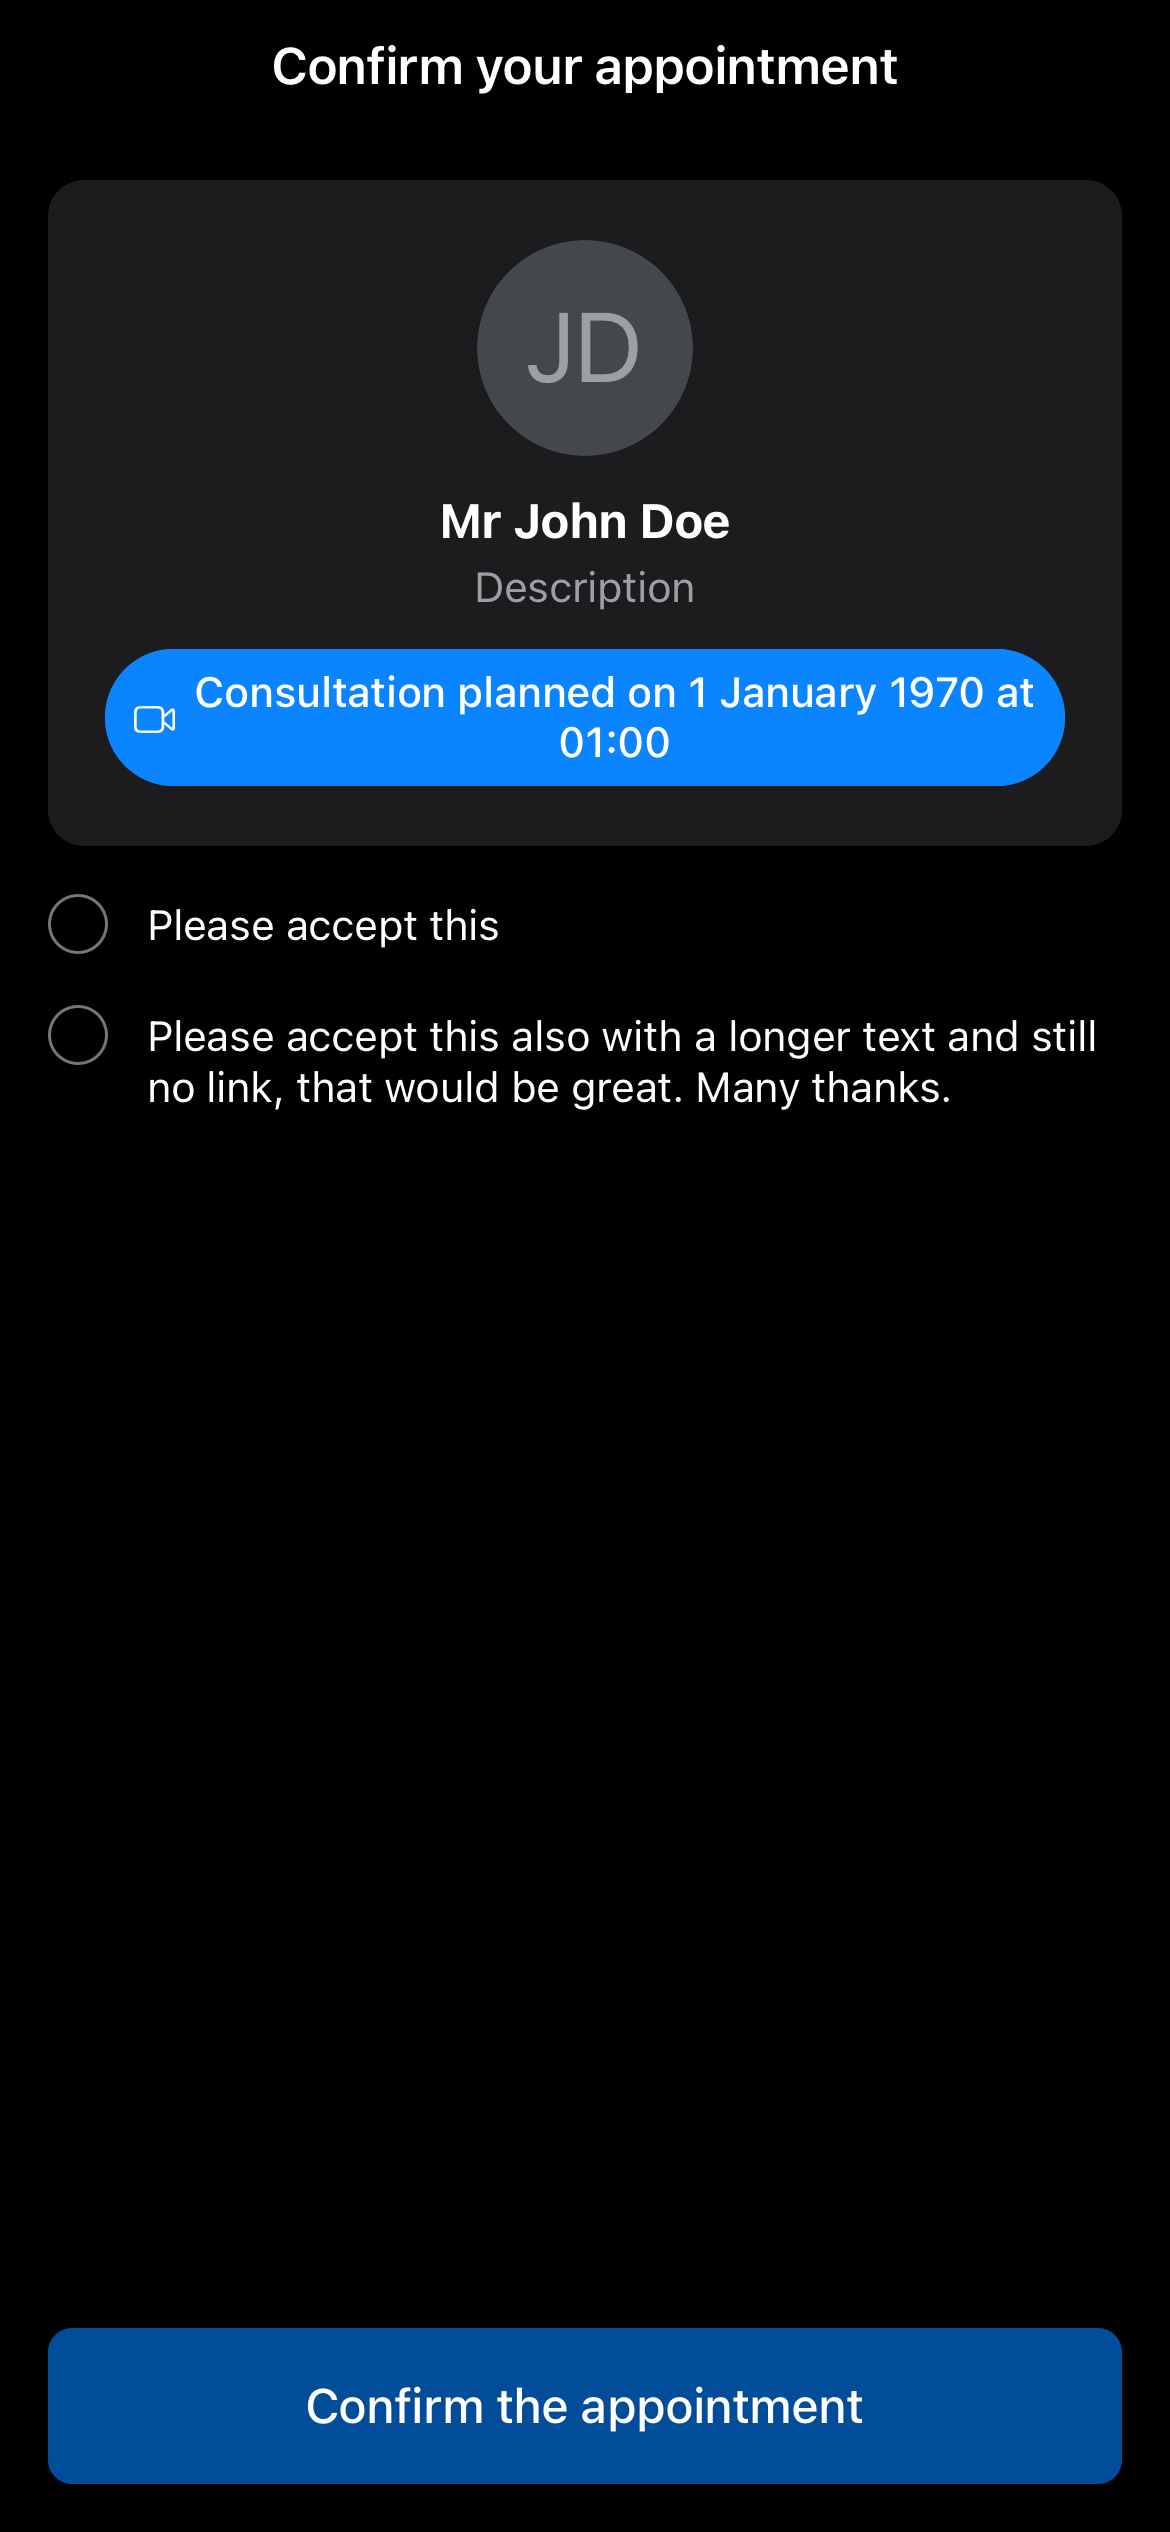 Confirm your appointment
JD
Mr John Doe
Description
Consultation planned on 1 January 1970 at
01:00
Please accept this
Please accept this also with a longer text and still
no link, that would be great. Many thanks.
Confirm the appointment